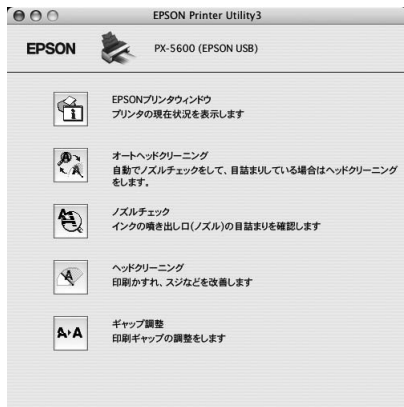 EPSON Printer Utility3
EPSON
PX-5600 (EPSON USB)
EPSONプリンタウィンドウ
プリンタの現在状況を表示します
オートヘッドクリーニング
自動でノズルチェックをして、目詰まりしている場合はヘッドクリーニング
をします。
ノズルチェック
インクの噴き出し口(ノズル)の目詰まりを確認します
ヘッドクリーニング
印刷かすれ、スジなどを改善します
ギャップ調整
印刷ギャップの調整をします